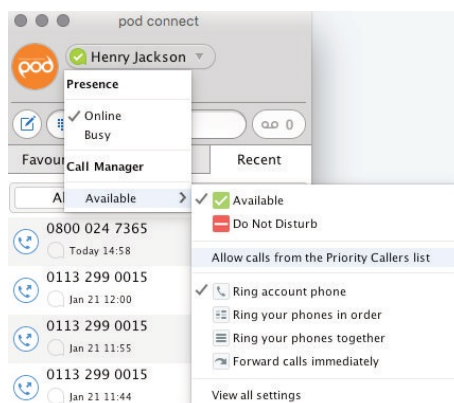 pod connect
pod
Henry Jackson
Presence
Online
Busy
0
Favou
Call Manager
Recent
Al
Available
Available
Do Not Disturb
Allow calls from the Priority Callers list
Ring account phone
Ring your phones in order
Ring your phones together
Forward calls immediately
View all settings
0800 024 7365
Today 14:58
0113 299 0015
Jan 21 12:00
0113 299 0015
Jan 21 11:55
0113 299 0015
Jan 21 11:44